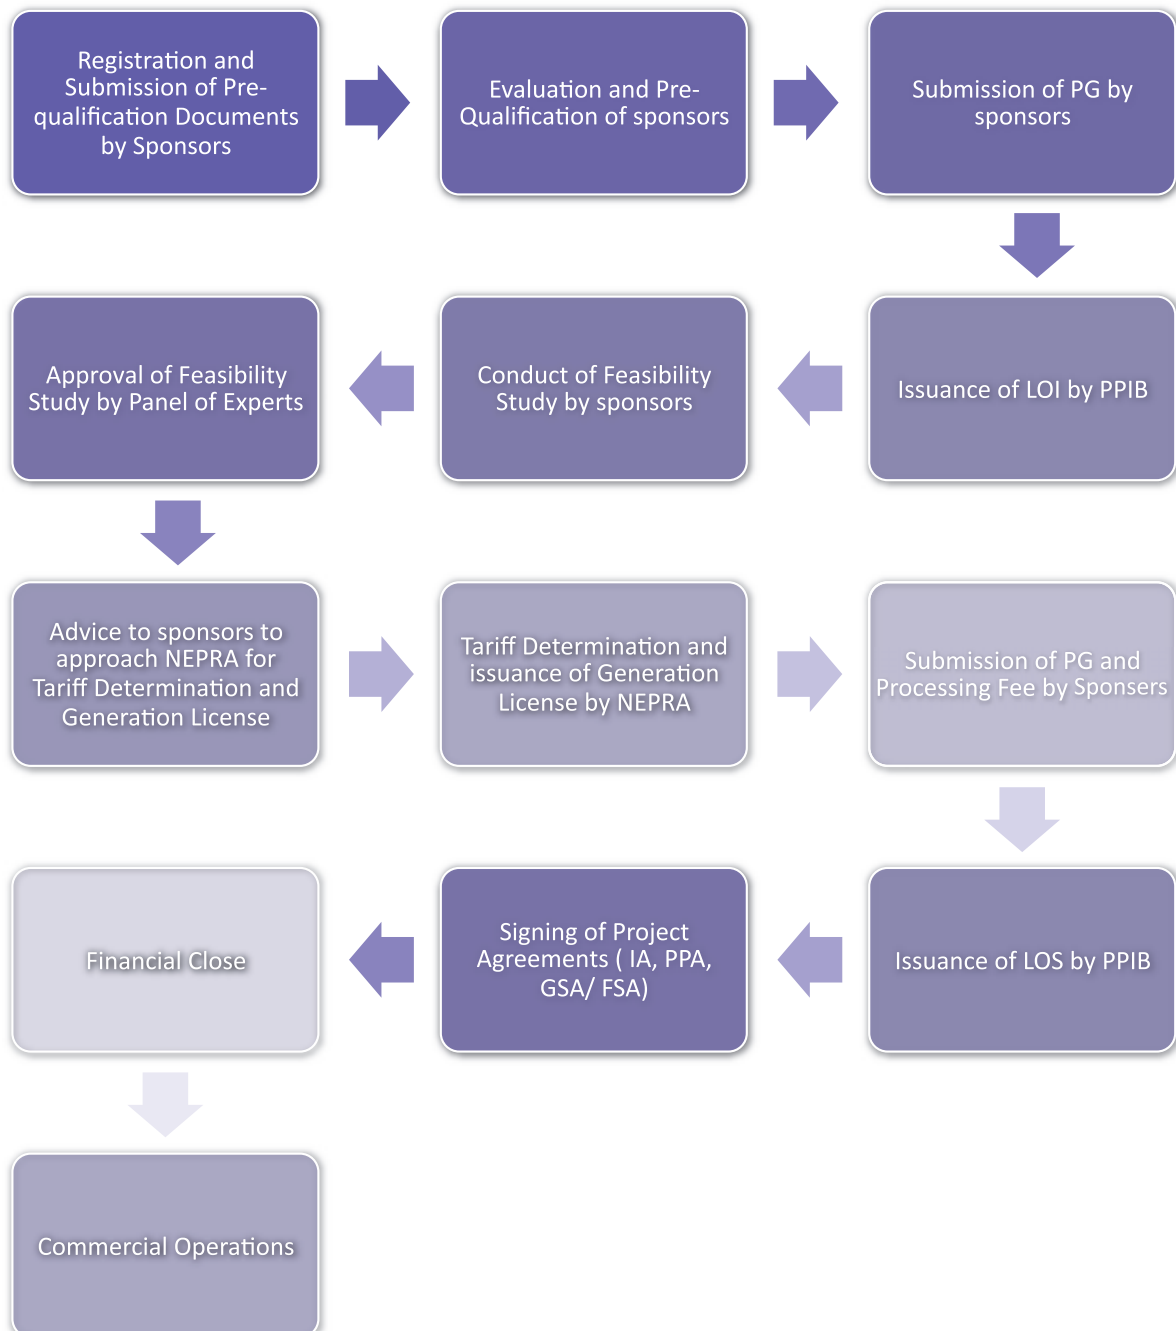 Registration and
Submission of Pre-
qualification Documents
by Sponsors
Evaluation and Pre-
Qualification of sponsors
Submission of PG by
sponsors
Issuance of LOI by PPIB
Conduct of Feasibility
Study by sponsors
Approval of Feasibility
Study by Panel of Experts
Advice to sponsors to
approach NEPRA for
Tariff Determination and
Generation License
Tariff Determination and
issuance of Generation
License by NEPRA
Submission of PG and
Processing Fee by Sponsers
Issuance of LOS by PPIB
Signing of Project
Agreements ( IA, PPA,
GSA/ FSA)
Financial Close
Commercial Operations